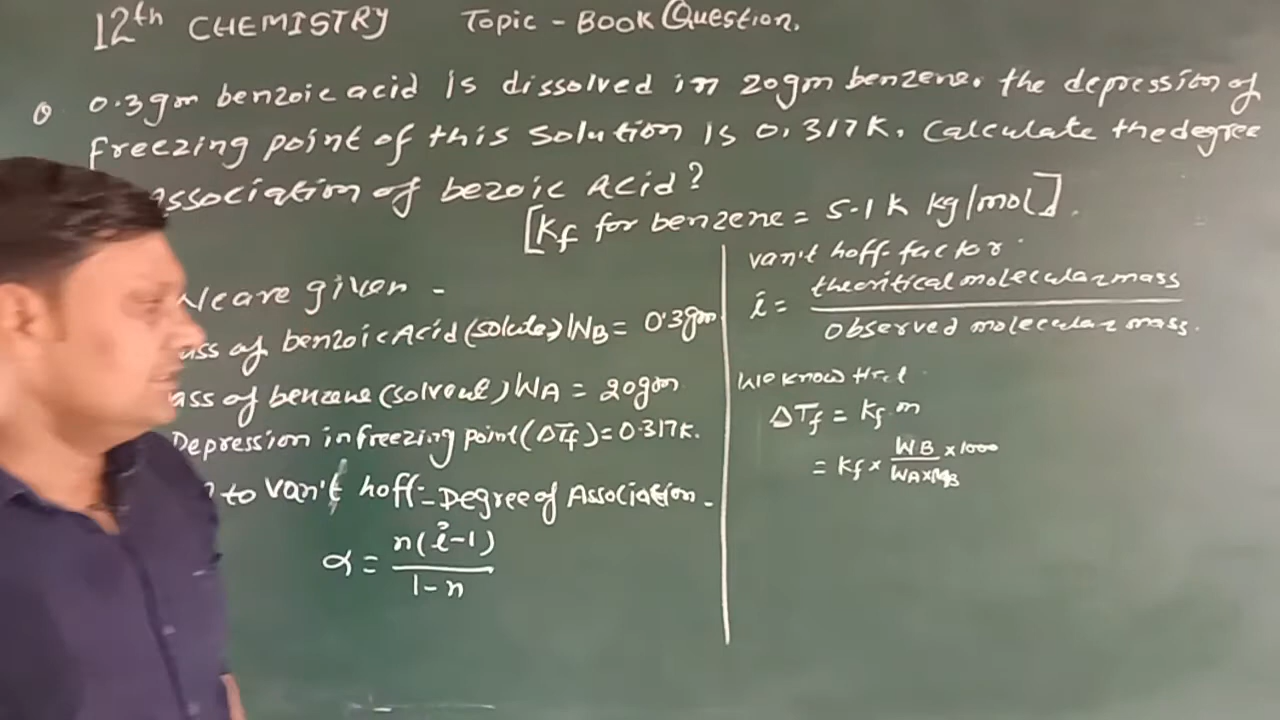 12th CHEMISTRY Topic - Book Question.
Q 0.3gm benzoic acid is dissolved in 20gm benzene. the depression of
freezing point of this solution is 0.317K. Calculate the degree
association of bezoic Acid?
[Kf for benzene = 5.1 K kg/mol].
We are given -
ass of benzoic Acid (solute) WB = 0.3gm
ass of benzene (solvent) WA = 20gm
Depression in freezing point (ΔTf) = 0.317K.
to van't hoff - Degree of Association -
α = n(i-1)
1-n
van't hoff-factor
i = theoritical molecular mass
observed molecular mass.
We know that
ΔTf = Kf m
= Kf × WB × 1000
WA×MB